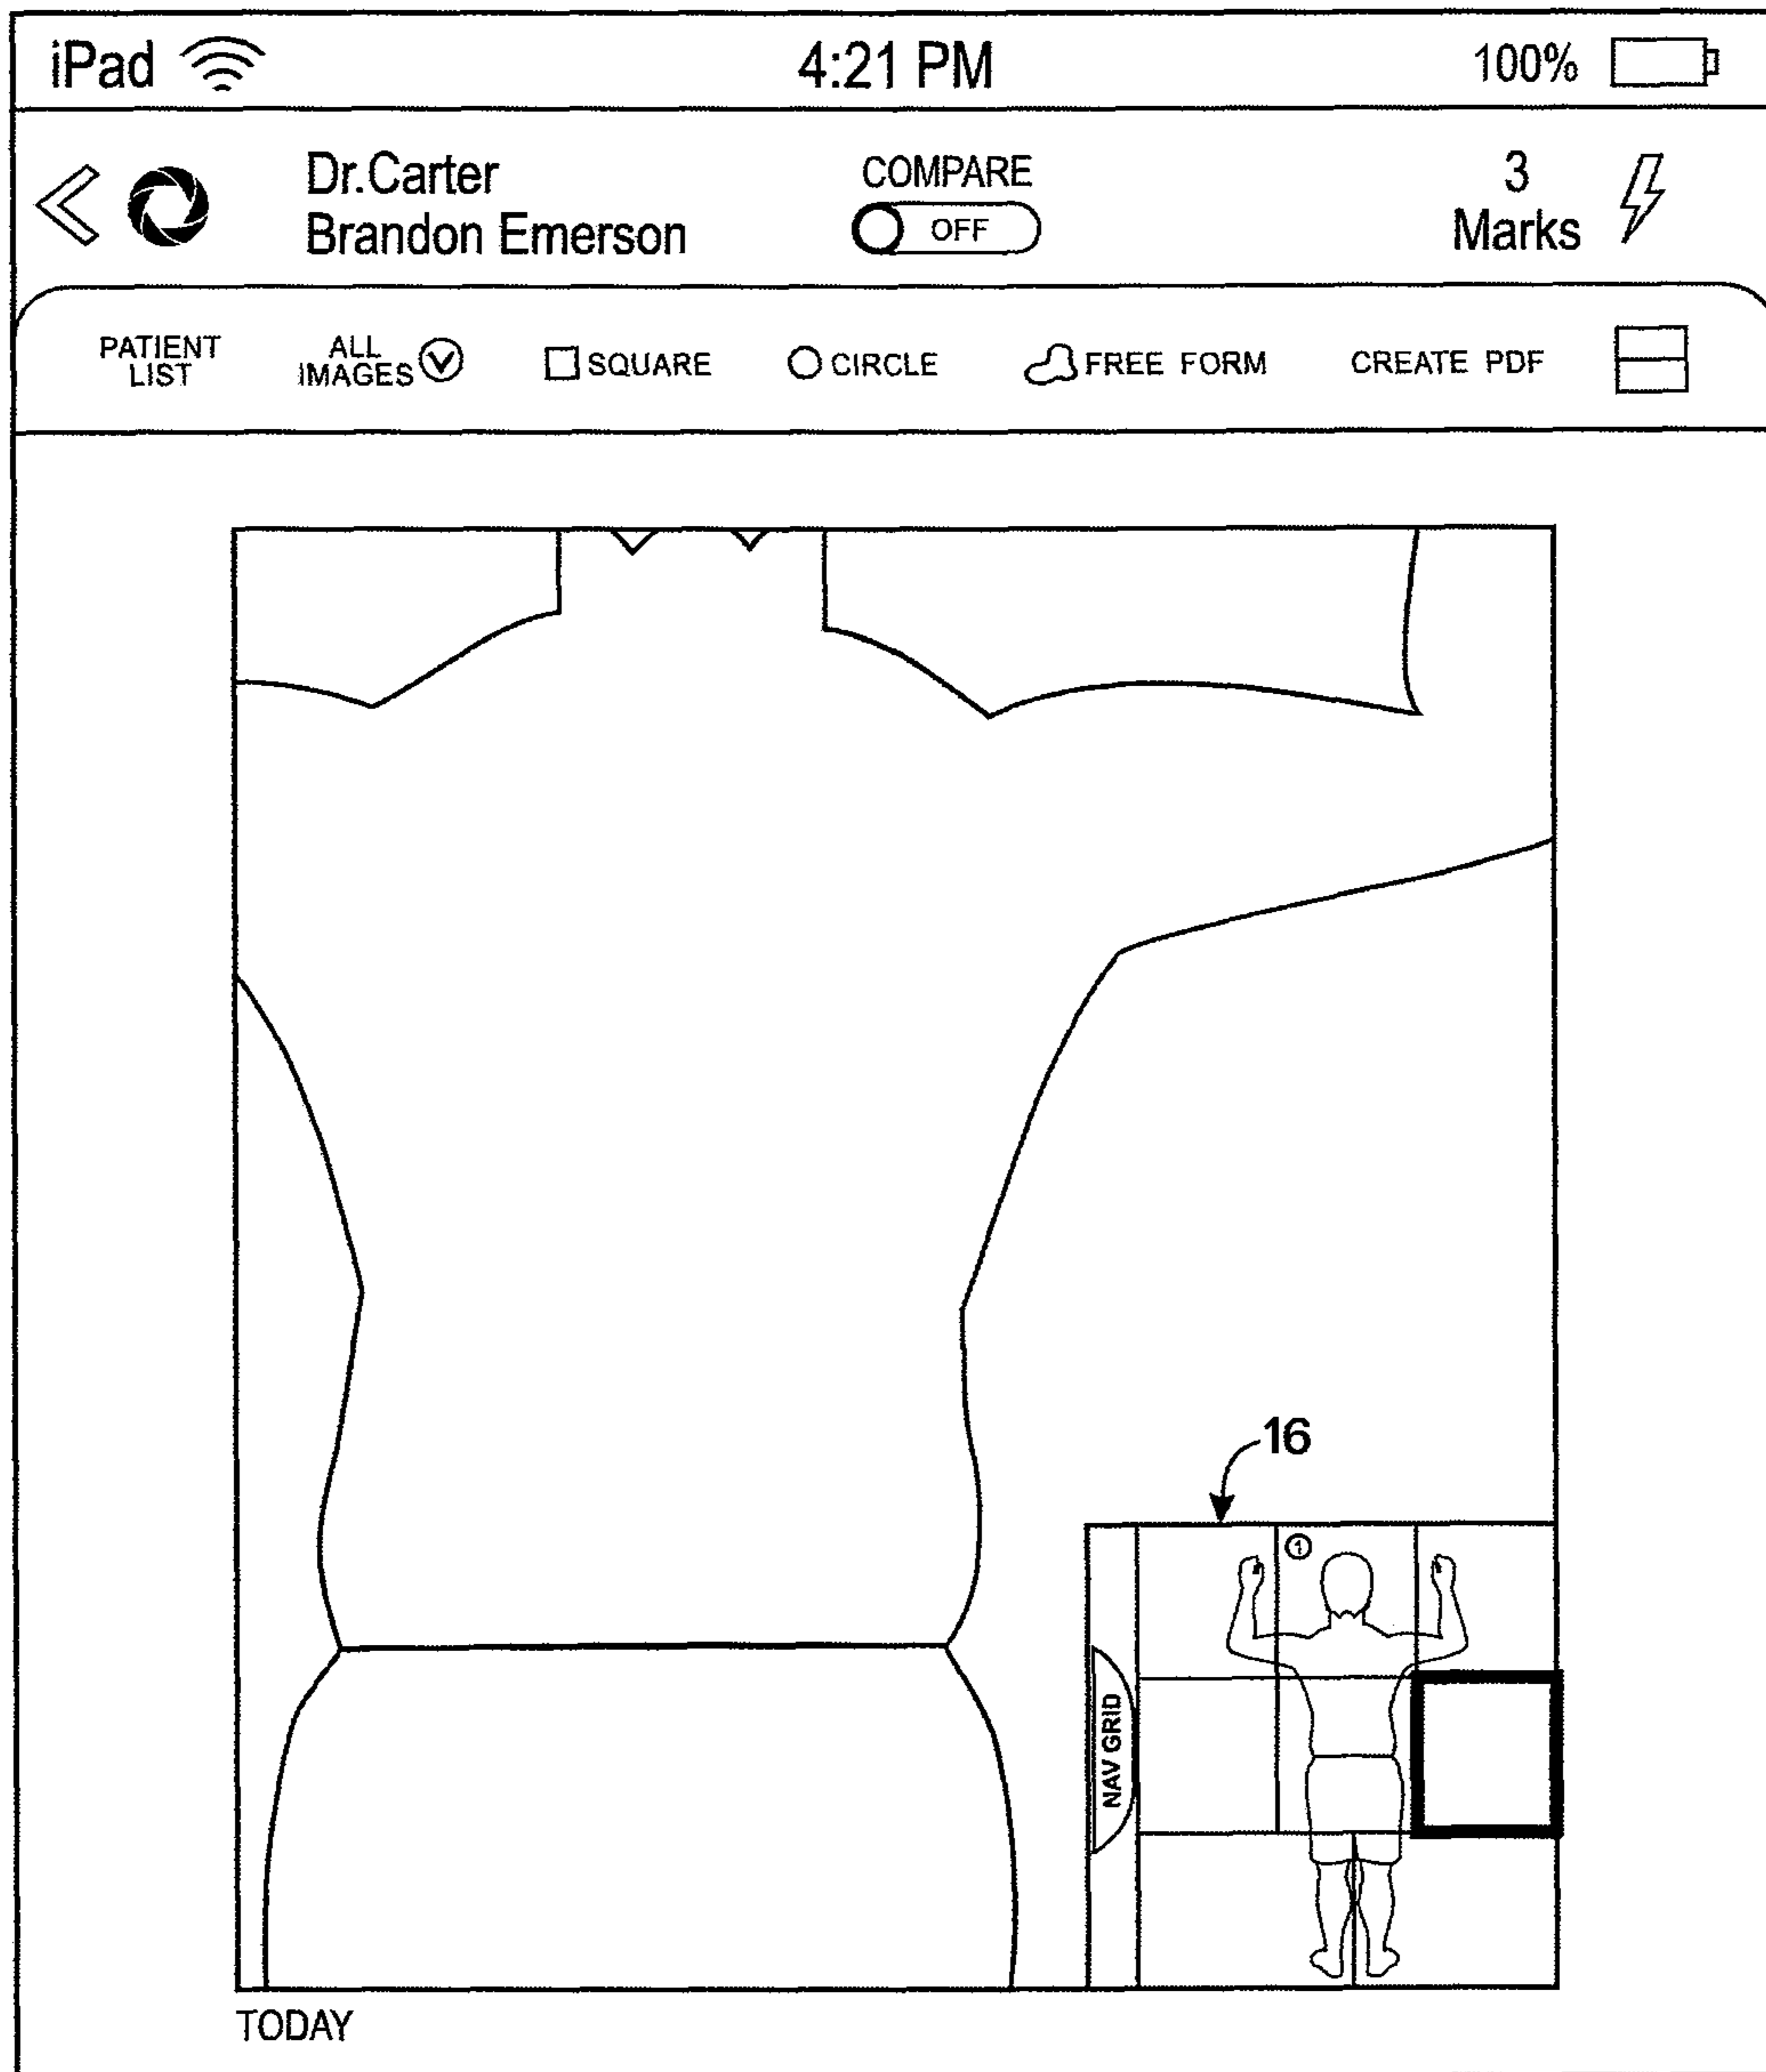 iPad 4:21 PM 100%
Dr.Carter
Brandon Emerson
COMPARE
OFF
3
Marks
PATIENT
LIST
ALL
IMAGES
SQUARE
CIRCLE
FREE FORM
CREATE PDF
16
1
NAV GRID
TODAY